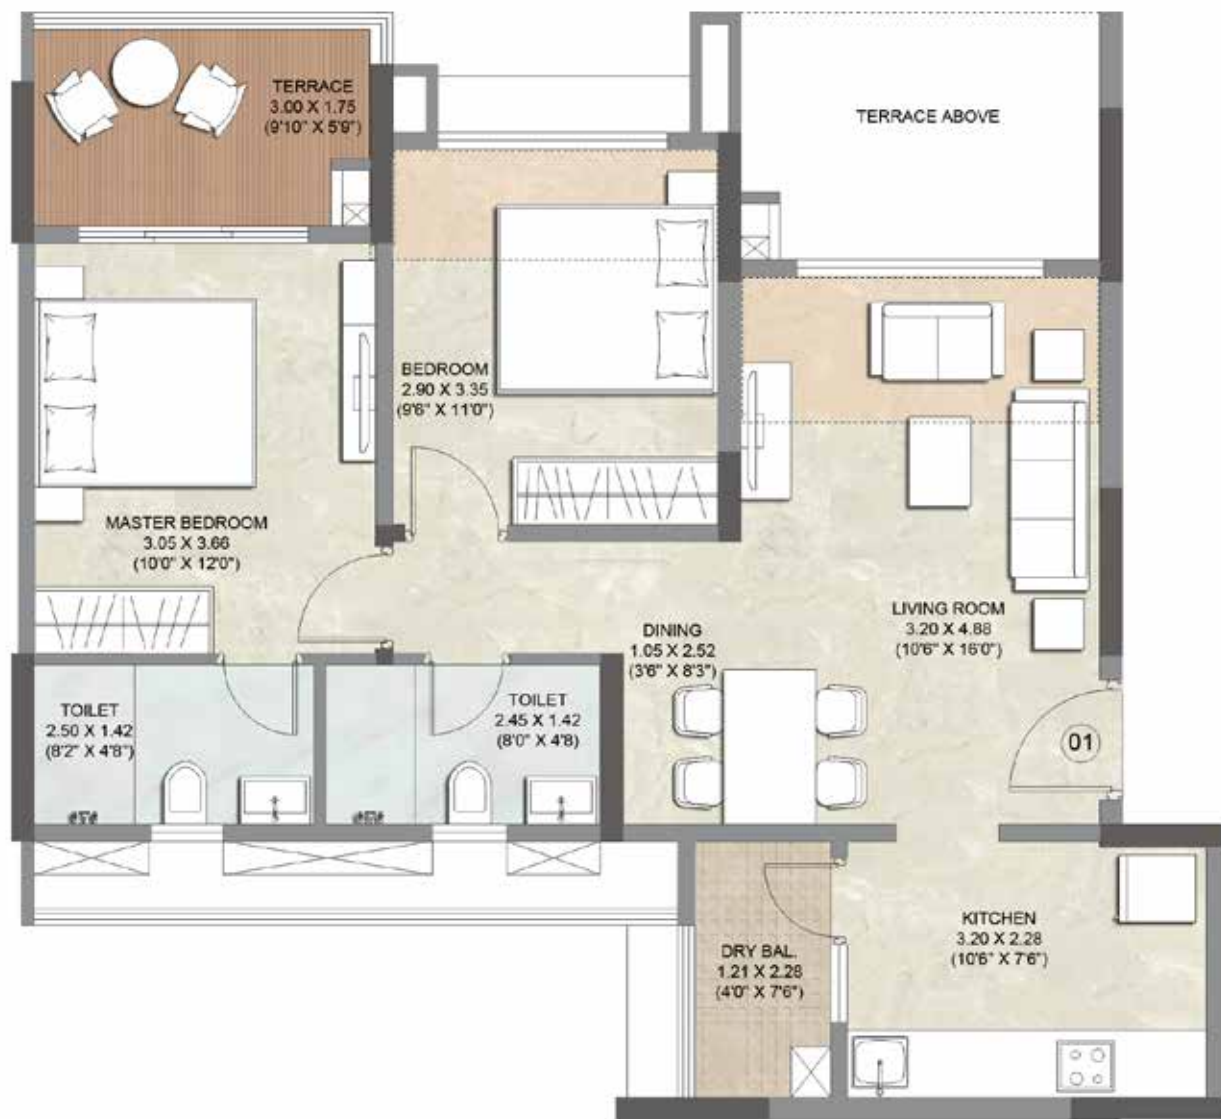 TERRACE
3.00 X 1.75
(9'10" X 5'9")
TERRACE ABOVE
BEDROOM
2.90 X 3.35
(9'6" X 11'0")
MASTER BEDROOM
3.05 X 3.66
(10'0" X 12'0")
LIVING ROOM
3.20 X 4.88
(10'6" X 16'0")
DINING
1.05 X 2.52
(3'6" X 8'3")
TOILET
2.50 X 1.42
(8'2" X 4'8")
TOILET
2.45 X 1.42
(8'0" X 4'8)
01
KITCHEN
3.20 X 2.28
(10'6" X 7'6")
DRY BAL.
1.21 X 2.28
(4'0" X 7'6")